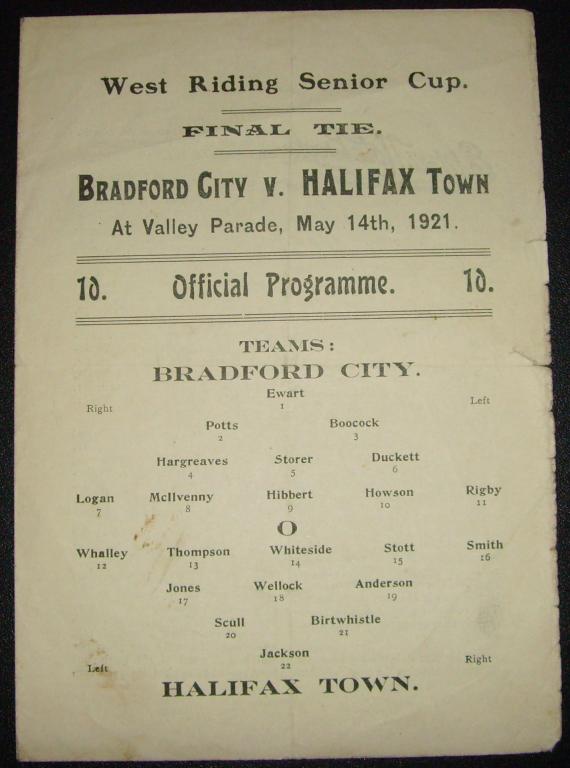 West Riding Senior Cup.
FINAL TIE.
BRADFORD CITY V. HALIFAX TOWN
At Valley Parade, May 14th, 1921.
1d. Official Programme. 1d.
TEAMS:
BRADFORD CITY.
Ewart
1
Right Left
Potts Boocock
2 3
Hargreaves Storer Duckett
4 5 6
Logan McIlvenny Hibbert Howson Rigby
7 8 9 10 11
O
Whalley Thompson Whiteside Stott Smith
12 13 14 15 16
Jones Wellock Anderson
17 18 19
Scull Birtwhistle
20 21
Jackson
22
Left Right
HALIFAX TOWN.